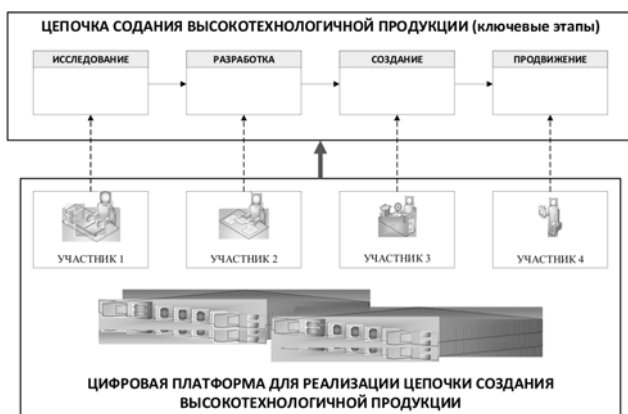 ЦЕПОЧКА СОДАНИЯ ВЫСОКОТЕХНОЛОГИЧНОЙ ПРОДУКЦИИ (ключевые этапы)
ИССЛЕДОВАНИЕ
РАЗРАБОТКА
СОЗДАНИЕ
ПРОДВИЖЕНИЕ
УЧАСТНИК 1
УЧАСТНИК 2
УЧАСТНИК 3
УЧАСТНИК 4
ЦИФРОВАЯ ПЛАТФОРМА ДЛЯ РЕАЛИЗАЦИИ ЦЕПОЧКИ СОЗДАНИЯ
ВЫСОКОТЕХНОЛОГИЧНОЙ ПРОДУКЦИИ